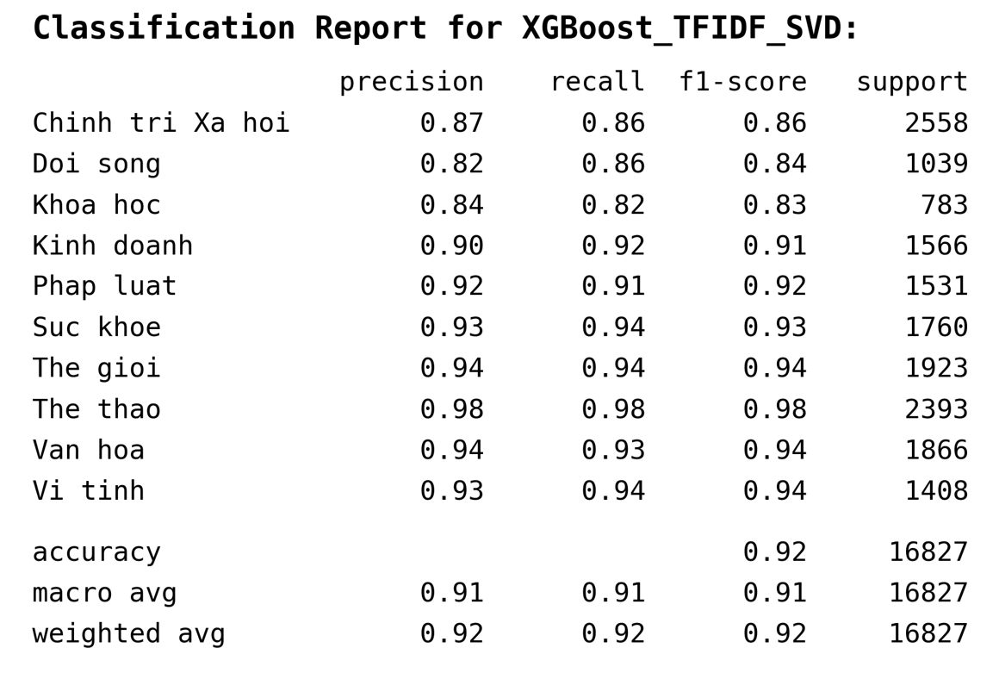 Classification Report for XGBoost_TFIDF_SVD:
precision recall f1-score support
Chinh tri Xa hoi 0.87 0.86 0.86 2558
Doi song 0.82 0.86 0.84 1039
Khoa hoc 0.84 0.82 0.83 783
Kinh doanh 0.90 0.92 0.91 1566
Phap luat 0.92 0.91 0.92 1531
Suc khoe 0.93 0.94 0.93 1760
The gioi 0.94 0.94 0.94 1923
The thao 0.98 0.98 0.98 2393
Van hoa 0.94 0.93 0.94 1866
Vi tinh 0.93 0.94 0.94 1408
accuracy 0.92 16827
macro avg 0.91 0.91 0.91 16827
weighted avg 0.92 0.92 0.92 16827